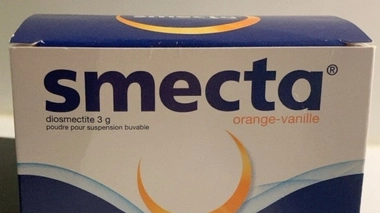 smecta®
diosmectite 3 g
orange-vanille
poudre pour suspension buvable